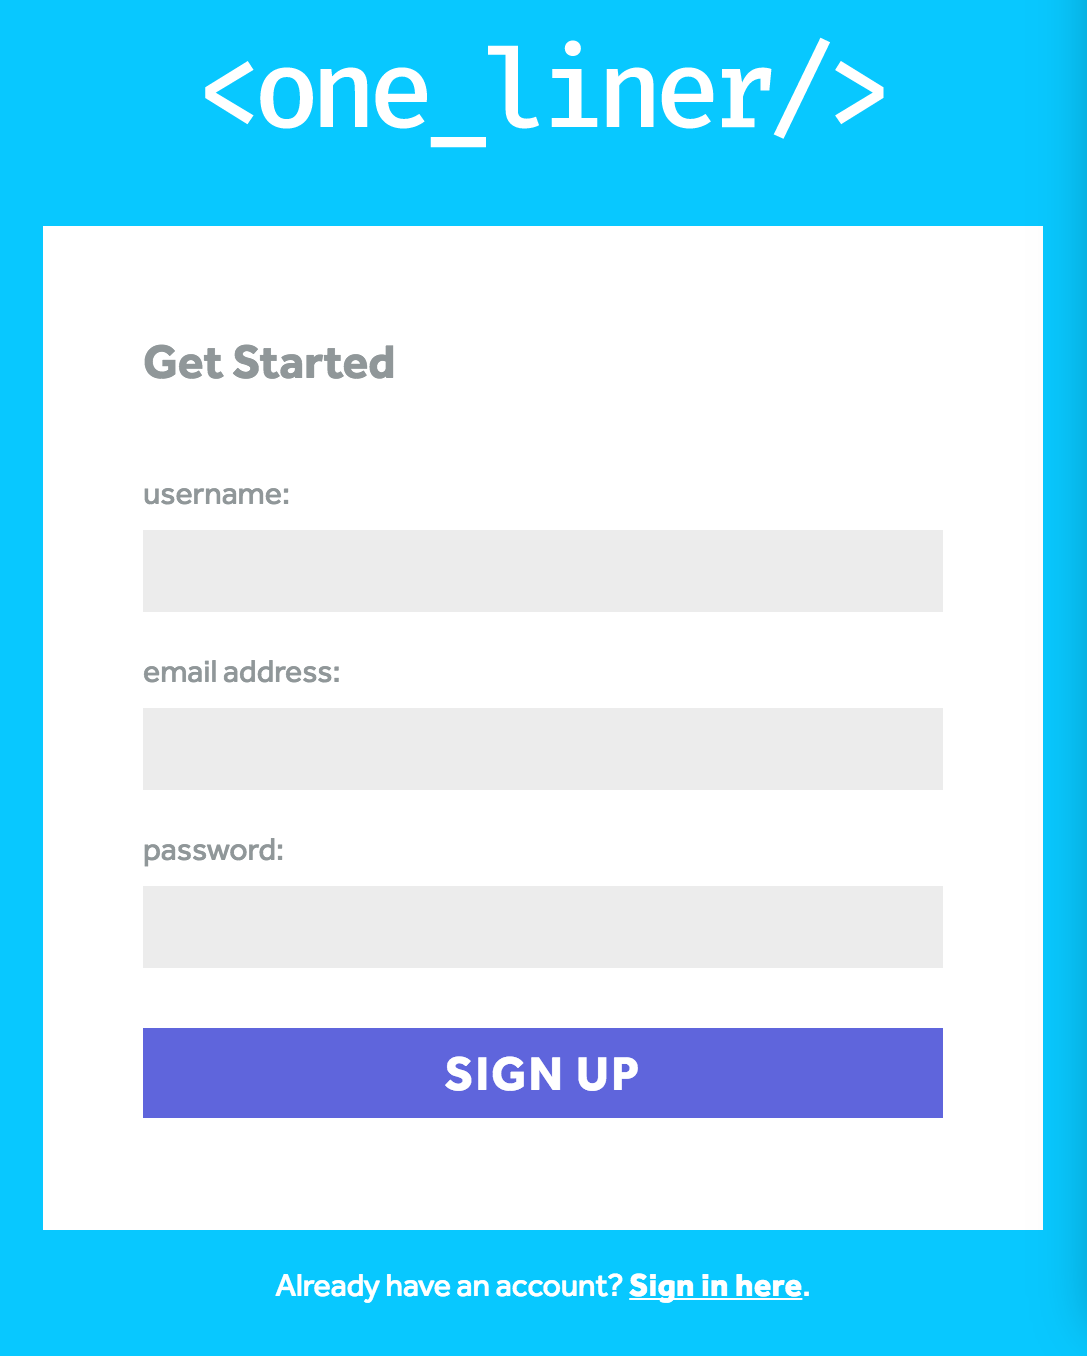 <one_liner/>
Get Started
username:
email address:
password:
SIGN UP
Already have an account? Sign in here.